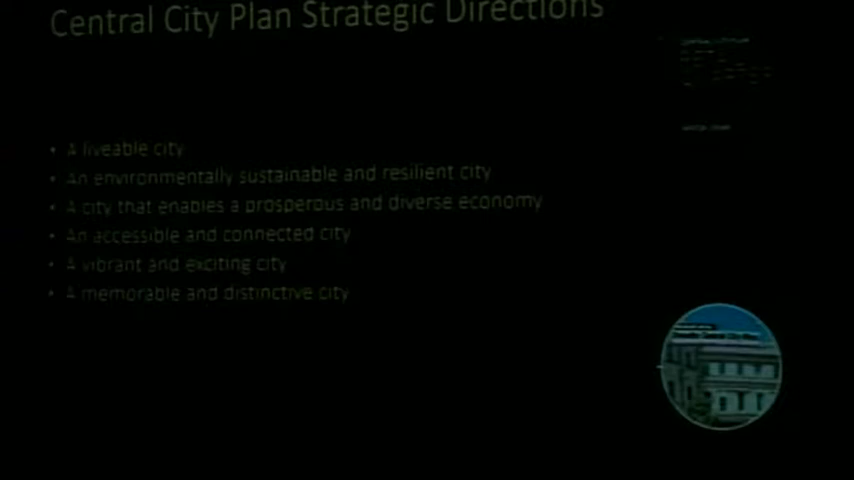 Central City Plan Strategic Directions
• A liveable city
• An environmentally sustainable and resilient city
• A city that enables a prosperous and diverse economy
• An accessible and connected city
• A vibrant and exciting city
• A memorable and distinctive city